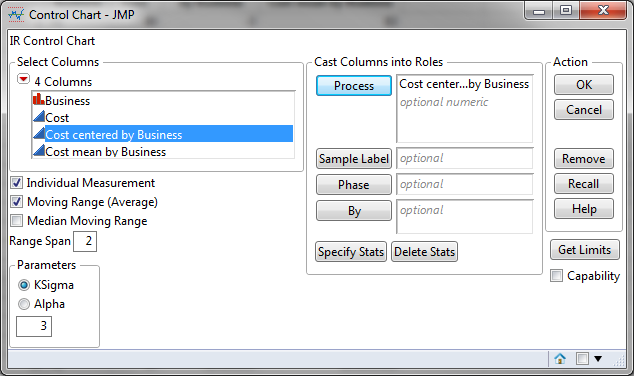 Control Chart - JMP
IR Control Chart
Select Columns
4 Columns
Business
Cost
Cost centered by Business
Cost mean by Business
Individual Measurement
Moving Range (Average)
Median Moving Range
Range Span 2
Parameters
KSigma
Alpha
3
Cast Columns into Roles
Process Cost center...by Business
optional numeric
Sample Label optional
Phase optional
By optional
Specify Stats Delete Stats
Action
OK
Cancel
Remove
Recall
Help
Get Limits
Capability